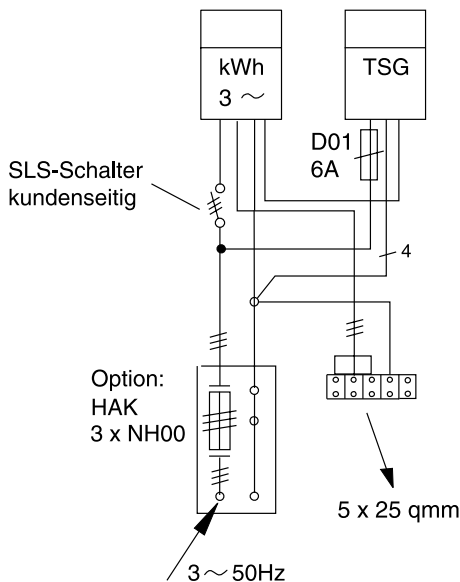 kWh
3 ~
TSG
D01
6A
SLS-Schalter
kundenseitig
4
Option:
HAK
3 x NH00
5 x 25 qmm
3 ~ 50Hz